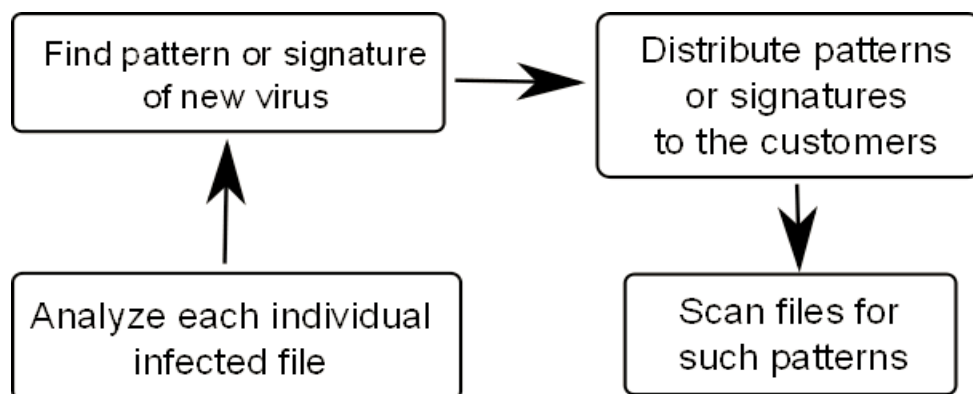 Find pattern or signature
of new virus
Distribute patterns
or signatures
to the customers
Analyze each individual
infected file
Scan files for
such patterns